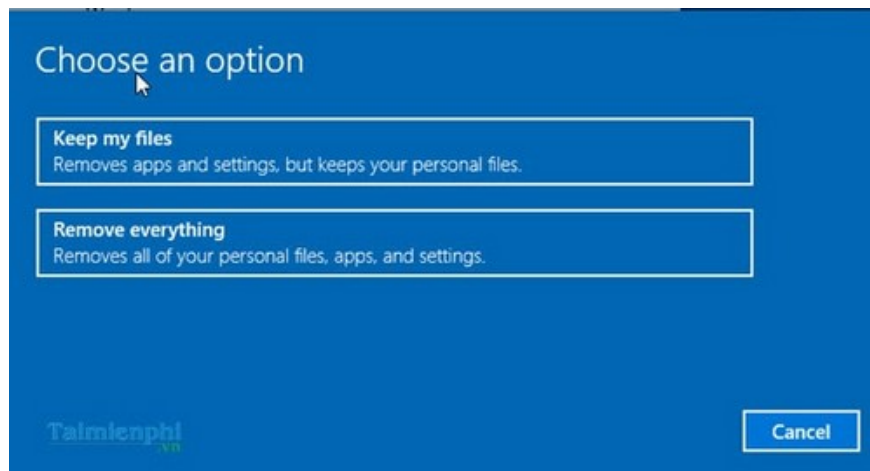 Choose an option
Keep my files
Removes apps and settings, but keeps your personal files.
Remove everything
Removes all of your personal files, apps, and settings.
Taimienphi
.vn
Cancel